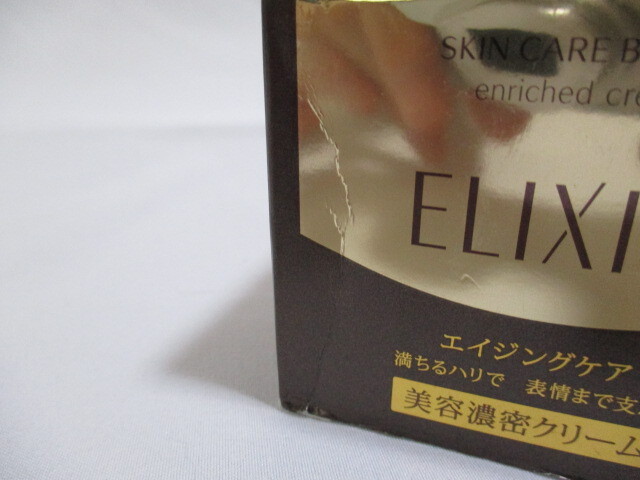 SKIN CARE B
enriched cre
ELIXI
エイジングケア
満ちるハリで 表情まで支
美容濃密クリーム